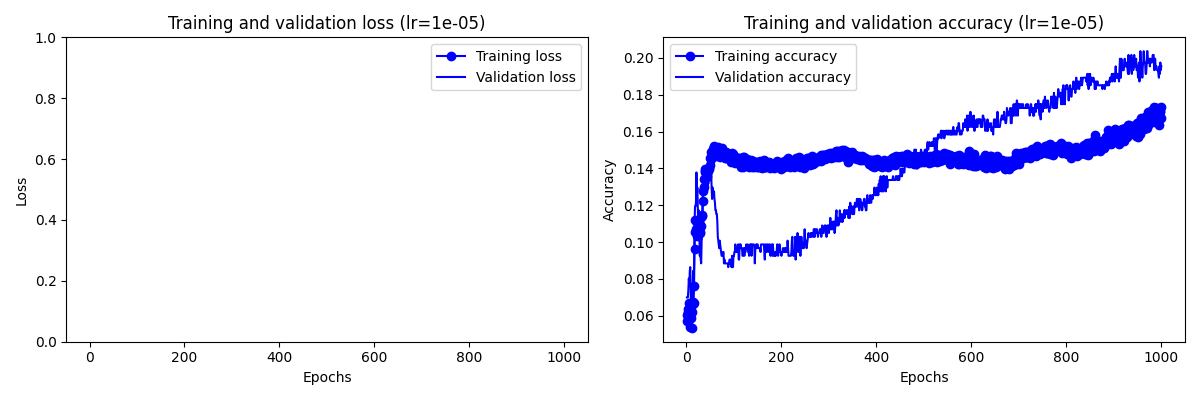 Training and validation loss (lr=1e-05)
1.0
0.8
0.6
0.4
0.2
0.0
Loss
Training loss
Validation loss
0
200
400
600
800
1000
Epochs
Training and validation accuracy (lr=1e-05)
0.20
0.18
0.16
0.14
0.12
0.10
0.08
0.06
Accuracy
Training accuracy
Validation accuracy
0
200
400
600
800
1000
Epochs